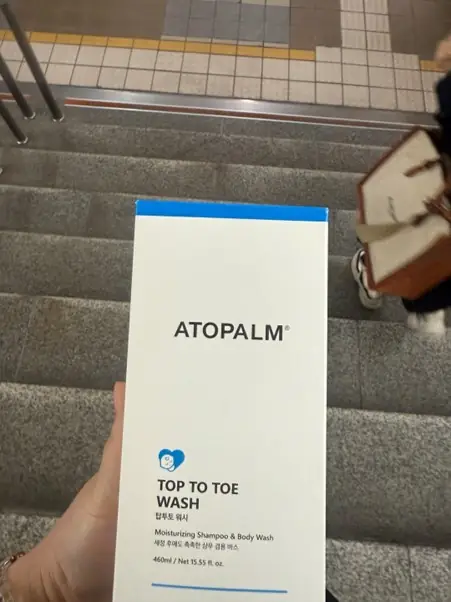 ATOPALM®
TOP TO TOE
WASH
탑투토 워시
Moisturizing Shampoo & Body Wash
세정 후에도 촉촉한 샴푸 겸용 바스
460ml / Net 15.55 fl. oz.